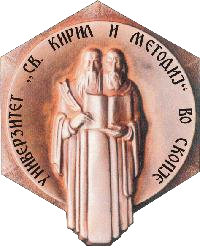 УНИВЕРЗИТЕТ „СВ. КИРИЛ И МЕТОДИЈ“ ВО СКОПЈЕ